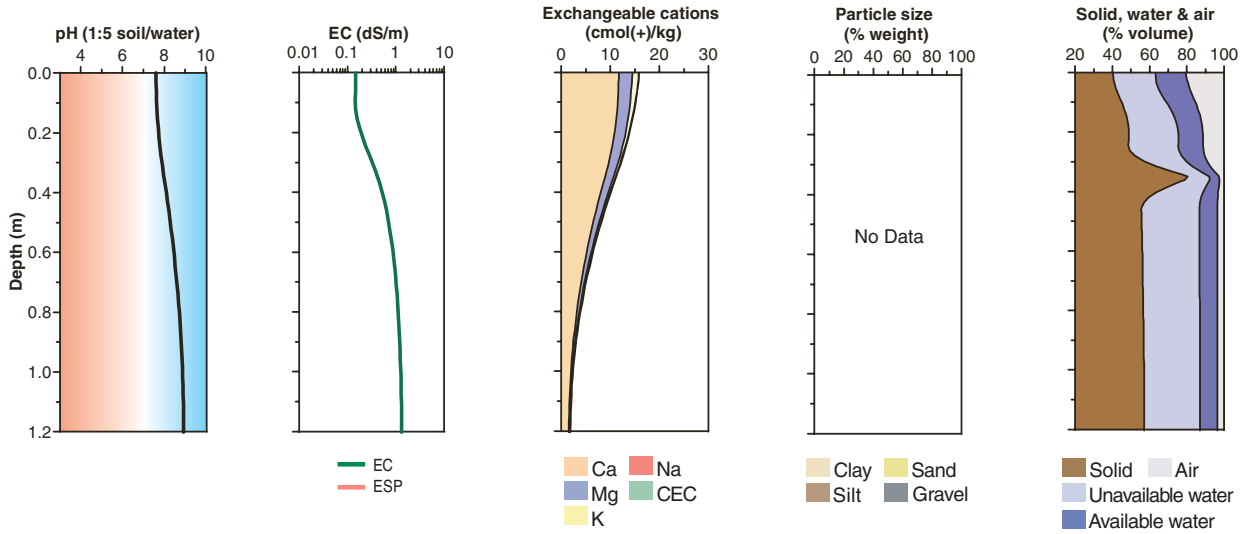 pH (1:5 soil/water)
4 6 8 10
0.0
0.2
0.4
0.6
0.8
1.0
1.2
Depth (m)
EC (dS/m)
0.01 0.1 1 10
EC
ESP
Exchangeable cations
(cmol(+)/kg)
0 10 20 30
Ca Na
Mg CEC
K
Particle size
(% weight)
0 20 40 60 80 100
No Data
Clay Sand
Silt Gravel
Solid, water & air
(% volume)
20 40 60 80 100
Solid Air
Unavailable water
Available water